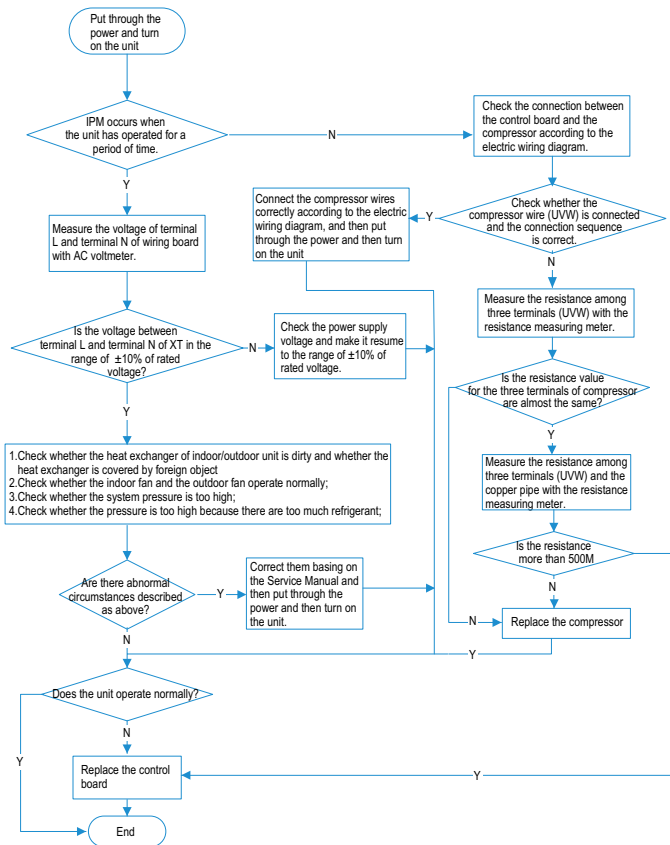 Put through the
power and turn
on the unit
IPM occurs when
the unit has operated for a
period of time.
N
Check the connection between
the control board and the
compressor according to the
electric wiring diagram.
Y
Connect the compressor wires
correctly according to the electric
wiring diagram, and then put
through the power and then turn
on the unit
Y
Check whether the
compressor wire (UVW) is connected
and the connection sequence
is correct.
Measure the voltage of terminal
L and terminal N of wiring board
with AC voltmeter.
N
Measure the resistance among
three terminals (UVW) with the
resistance measuring meter.
Is the voltage between
terminal L and terminal N of XT in the
range of ±10% of rated
voltage?
N
Check the power supply
voltage and make it resume
to the range of ±10% of
rated voltage.
Is the resistance value
for the three terminals of compressor
are almost the same?
Y
Y
1.Check whether the heat exchanger of indoor/outdoor unit is dirty and whether the
heat exchanger is covered by foreign object
2.Check whether the indoor fan and the outdoor fan operate normally;
3.Check whether the system pressure is too high;
4.Check whether the pressure is too high because there are too much refrigerant;
Measure the resistance among
three terminals (UVW) and the
copper pipe with the resistance
measuring meter.
Is the resistance
more than 500M
Are there abnormal
circumstances described
as above?
Y
Correct them basing on
the Service Manual and
then put through the
power and then turn on
the unit.
N
N
Replace the compressor
N
Y
Does the unit operate normally?
N
Y
Replace the control
board
Y
End